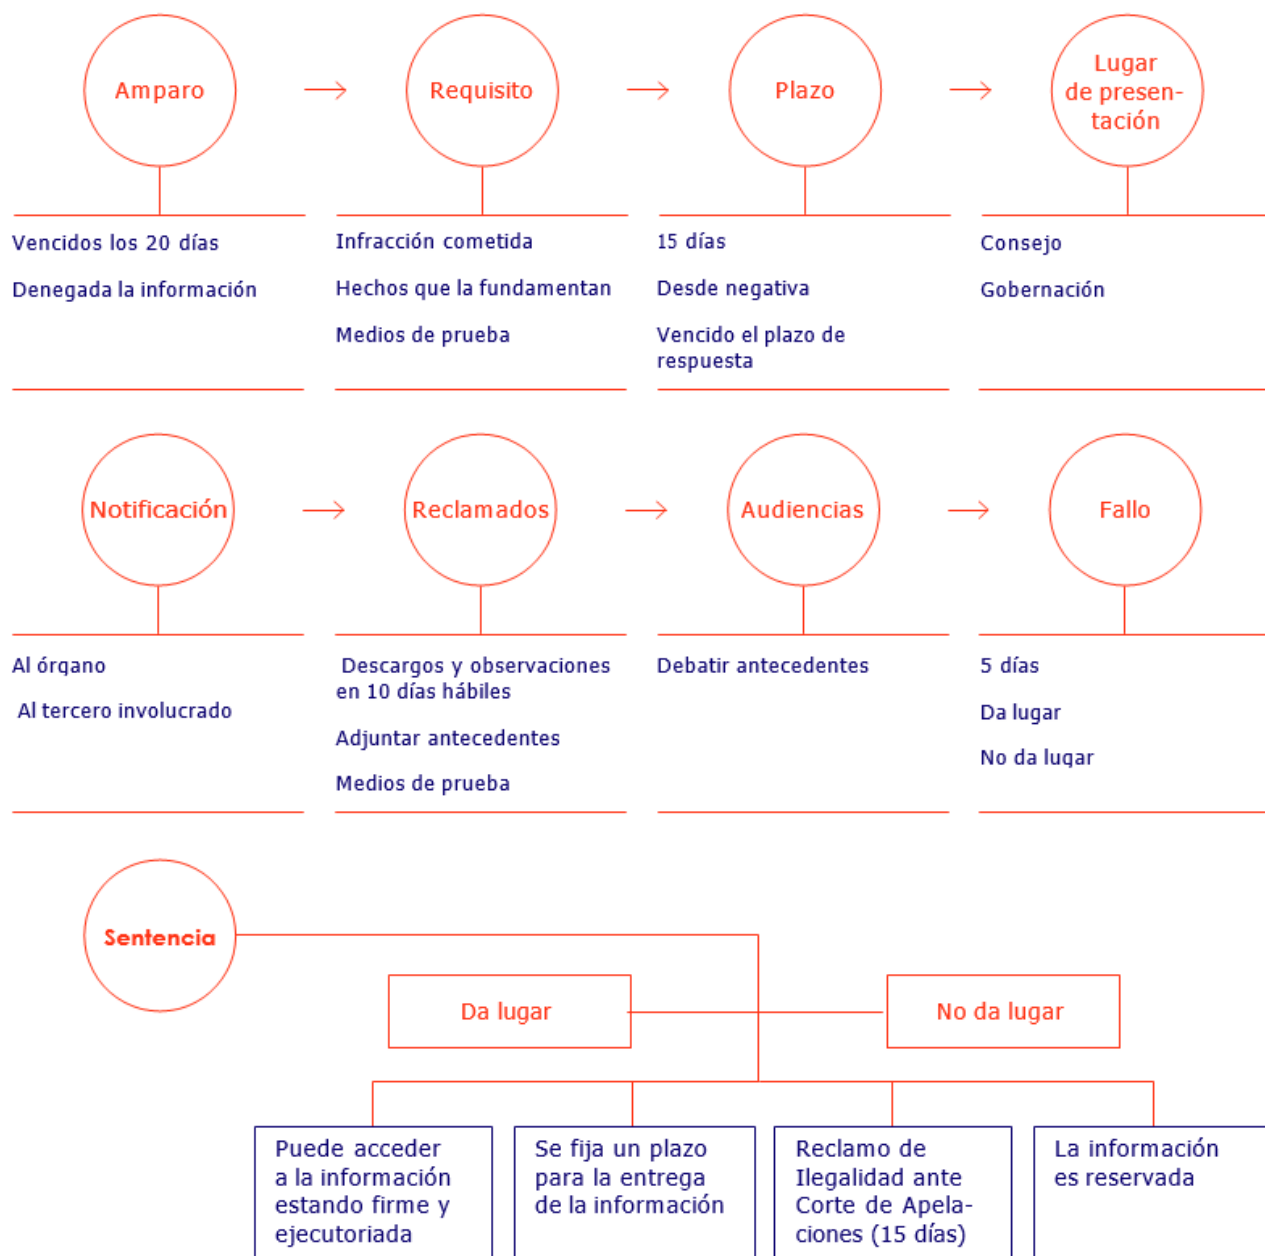 Amparo
Requisito
Plazo
Lugar
de presen-
tación
Vencidos los 20 días
Denegada la información
Infracción cometida
Hechos que la fundamentan
Medios de prueba
15 días
Desde negativa
Vencido el plazo de
respuesta
Consejo
Gobernación
Notificación
Reclamados
Audiencias
Fallo
Al órgano
Al tercero involucrado
Descargos y observaciones
en 10 días hábiles
Adjuntar antecedentes
Medios de prueba
Debatir antecedentes
5 días
Da lugar
No da lugar
Sentencia
Da lugar
No da lugar
Puede acceder
a la información
estando firme y
ejecutoriada
Se fija un plazo
para la entrega
de la información
Reclamo de
Ilegalidad ante
Corte de Apela-
ciones (15 días)
La información
es reservada